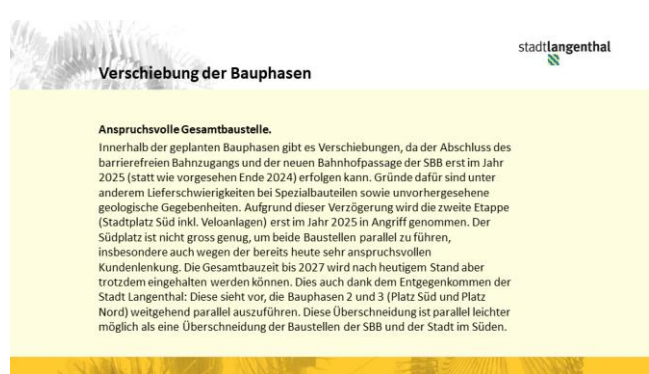 stadtlangenthal
Verschiebung der Bauphasen
Anspruchsvolle Gesamtbaustelle.
Innerhalb der geplanten Bauphasen gibt es Verschiebungen, da der Abschluss des
barrierefreien Bahnzugangs und der neuen Bahnhofpassage der SBB erst im Jahr
2025 (statt wie vorgesehen Ende 2024) erfolgen kann. Gründe dafür sind unter
anderem Lieferschwierigkeiten bei Spezialbauteilen sowie unvorhergesehene
geologische Gegebenheiten. Aufgrund dieser Verzögerung wird die zweite Etappe
(Stadtplatz Süd inkl. Veloanlagen) erst im Jahr 2025 in Angriff genommen. Der
Südplatz ist nicht gross genug, um beide Baustellen parallel zu führen,
insbesondere auch wegen der bereits heute sehr anspruchsvollen
Kundenlenkung. Die Gesamtbauzeit bis 2027 wird nach heutigem Stand aber
trotzdem eingehalten werden können. Dies auch dank dem Entgegenkommen der
Stadt Langenthal: Diese sieht vor, die Bauphasen 2 und 3 (Platz Süd und Platz
Nord) weitgehend parallel auszuführen. Diese Überschneidung ist parallel leichter
möglich als eine Überschneidung der Baustellen der SBB und der Stadt im Süden.